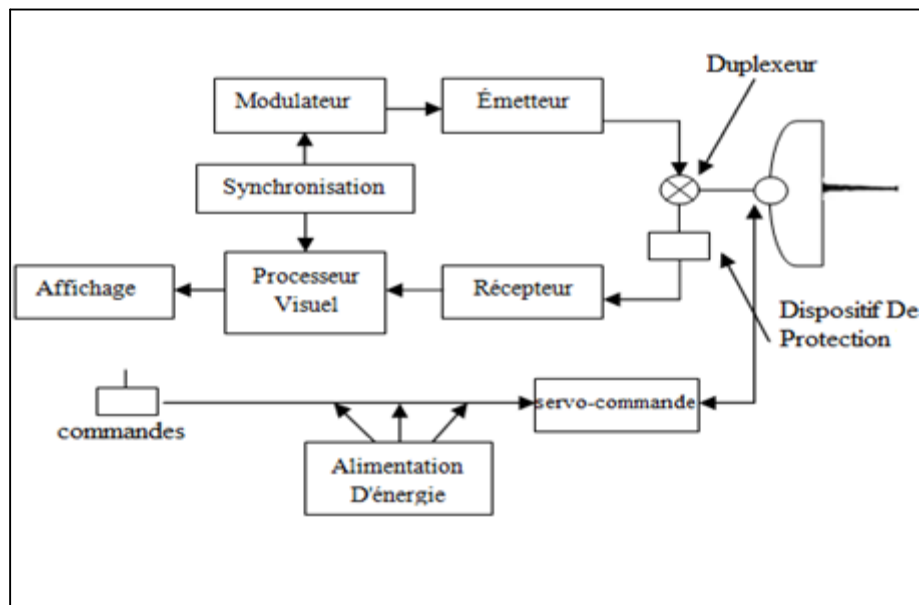 Duplexeur
Modulateur
Émetteur
Synchronisation
Affichage
Processeur
Visuel
Récepteur
Dispositif De
Protection
commandes
servo-commande
Alimentation
D'énergie